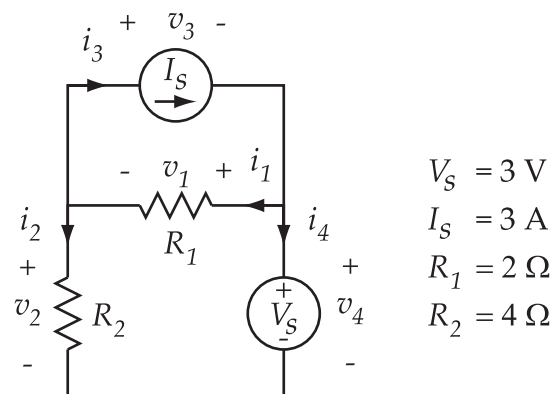 + v₃ -
i₃
Iₛ
- v₁ + i₁
i₂ R₁ i₄
+ +
v₂ R₂ Vₛ v₄
- -
+
-
Vₛ = 3 V
Iₛ = 3 A
R₁ = 2 Ω
R₂ = 4 Ω